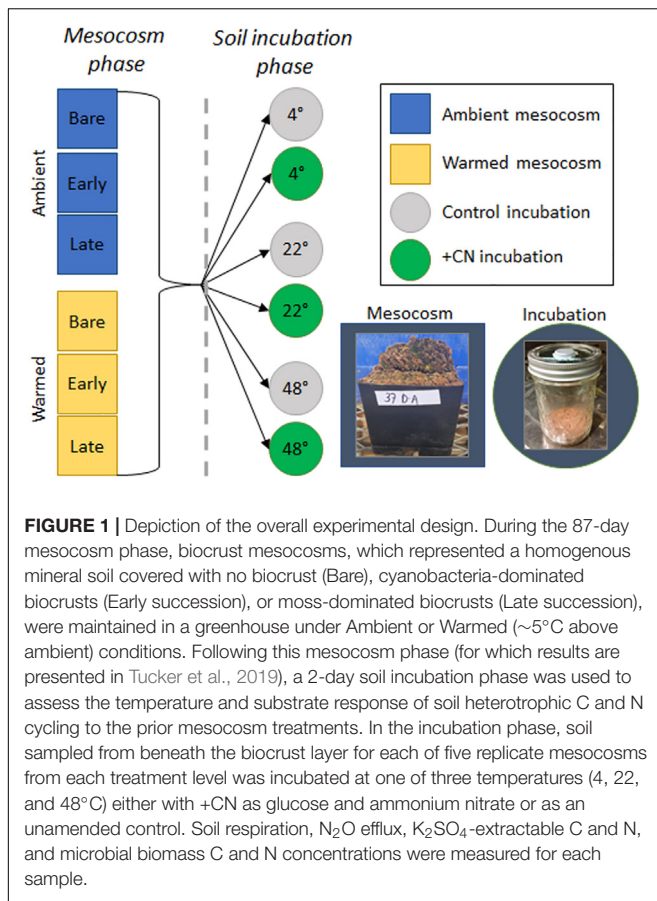 Mesocosm
phase
Soil incubation
phase
Ambient
Bare
Early
Late
Warmed
Bare
Early
Late
4°
4°
22°
22°
48°
48°
Ambient mesocosm
Warmed mesocosm
Control incubation
+CN incubation
Mesocosm
Incubation
37 D-A
FIGURE 1 | Depiction of the overall experimental design. During the 87-day
mesocosm phase, biocrust mesocosms, which represented a homogenous
mineral soil covered with no biocrust (Bare), cyanobacteria-dominated
biocrusts (Early succession), or moss-dominated biocrusts (Late succession),
were maintained in a greenhouse under Ambient or Warmed (∼5°C above
ambient) conditions. Following this mesocosm phase (for which results are
presented in Tucker et al., 2019), a 2-day soil incubation phase was used to
assess the temperature and substrate response of soil heterotrophic C and N
cycling to the prior mesocosm treatments. In the incubation phase, soil
sampled from beneath the biocrust layer for each of five replicate mesocosms
from each treatment level was incubated at one of three temperatures (4, 22,
and 48°C) either with +CN as glucose and ammonium nitrate or as an
unamended control. Soil respiration, N₂O efflux, K₂SO₄-extractable C and N,
and microbial biomass C and N concentrations were measured for each
sample.